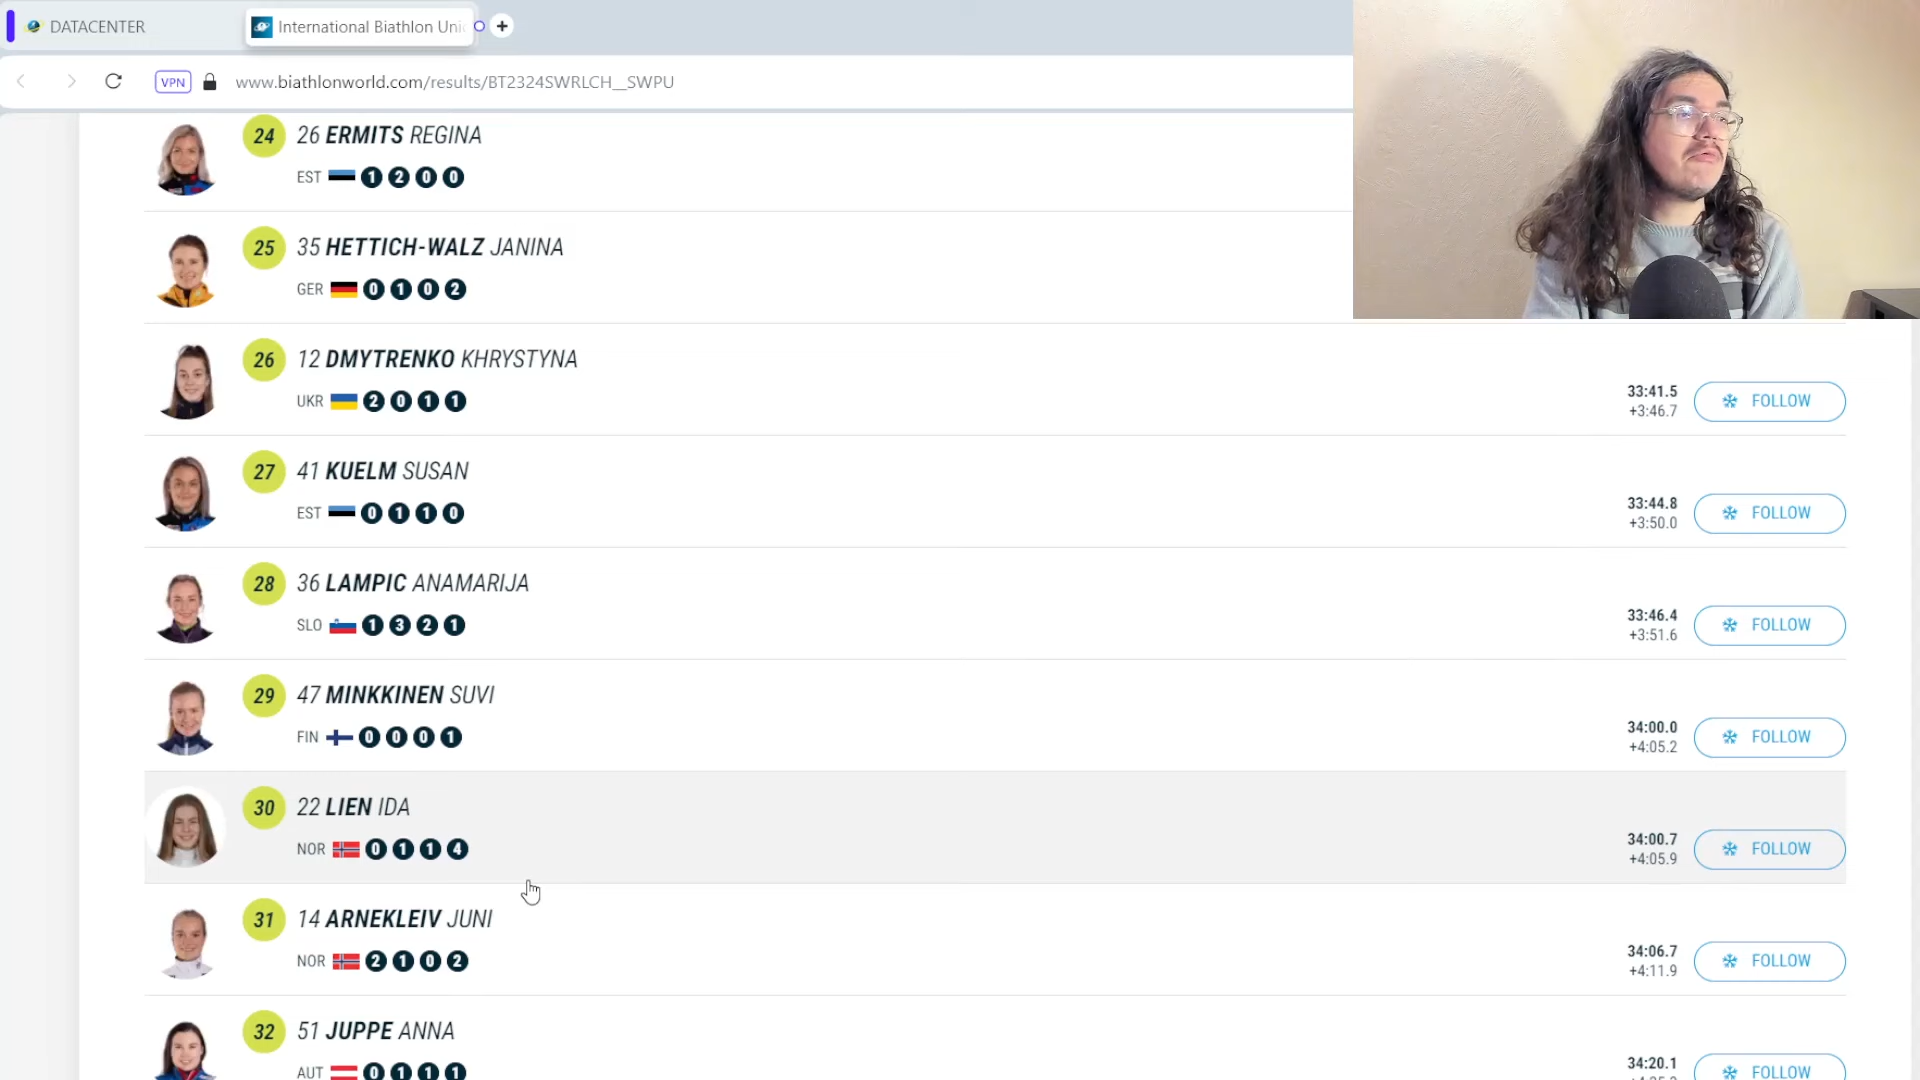 DATACENTER
International Biathlon Uni
VPN
www.biathlonworld.com/results/BT2324SWRLCH__SWPU
24 26 ERMITS REGINA
EST 1 2 0 0
25 35 HETTICH-WALZ JANINA
GER 0 1 0 2
26 12 DMYTRENKO KHRYSTYNA
UKR 2 0 1 1
33:41.5
+3:46.7
FOLLOW
27 41 KUELM SUSAN
EST 0 1 1 0
33:44.8
+3:50.0
FOLLOW
28 36 LAMPIC ANAMARIJA
SLO 1 3 2 1
33:46.4
+3:51.6
FOLLOW
29 47 MINKKINEN SUVI
FIN 0 0 0 1
34:00.0
+4:05.2
FOLLOW
30 22 LIEN IDA
NOR 0 1 1 4
34:00.7
+4:05.9
FOLLOW
31 14 ARNEKLEIV JUNI
NOR 2 1 0 2
34:06.7
+4:11.9
FOLLOW
32 51 JUPPE ANNA
AUT 0 1 1 1
34:20.1
FOLLOW